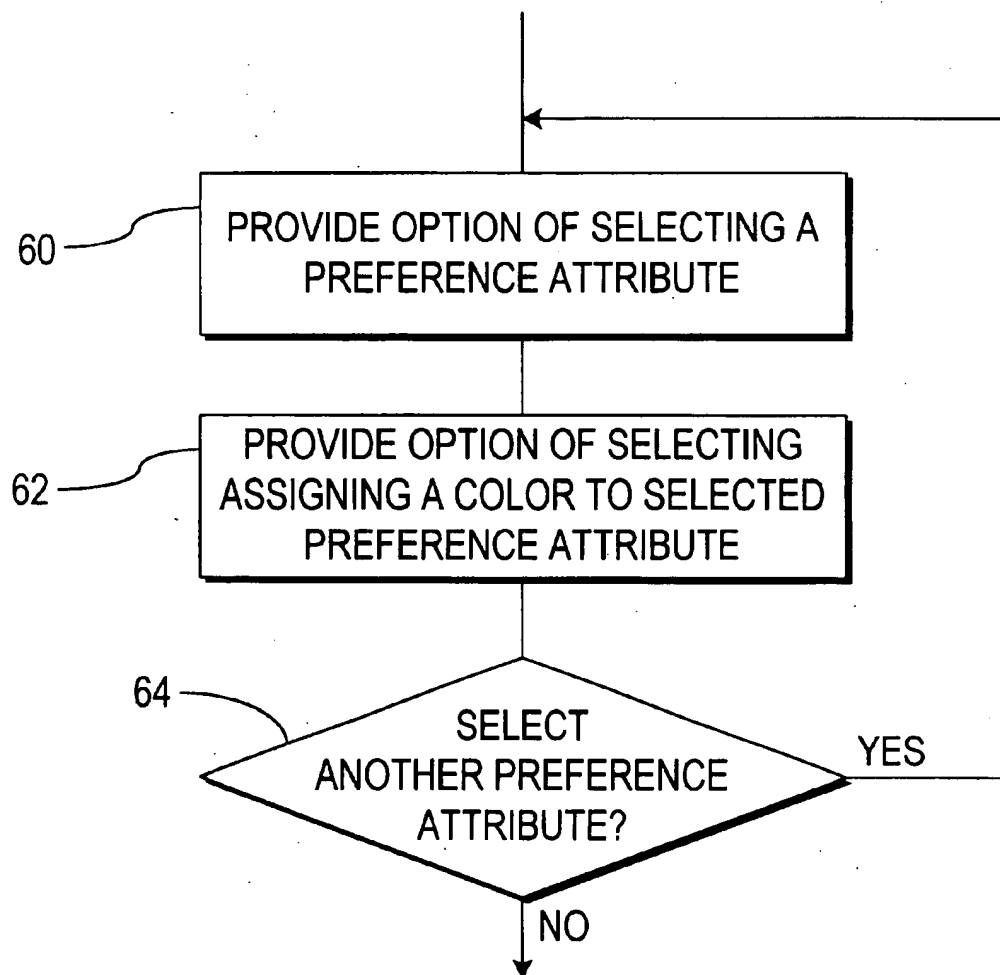 60
PROVIDE OPTION OF SELECTING A
PREFERENCE ATTRIBUTE
62
PROVIDE OPTION OF SELECTING
ASSIGNING A COLOR TO SELECTED
PREFERENCE ATTRIBUTE
64
SELECT
ANOTHER PREFERENCE
ATTRIBUTE?
YES
NO